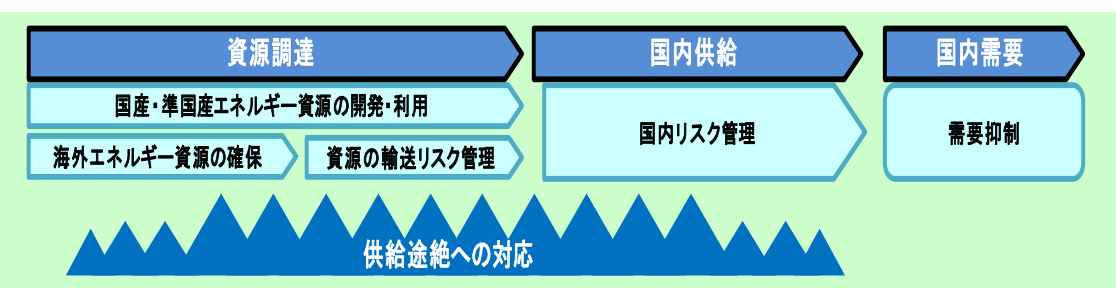 資源調達
国内供給
国内需要
国産・準国産エネルギー資源の開発・利用
国内リスク管理
需要抑制
海外エネルギー資源の確保
資源の輸送リスク管理
供給途絶への対応